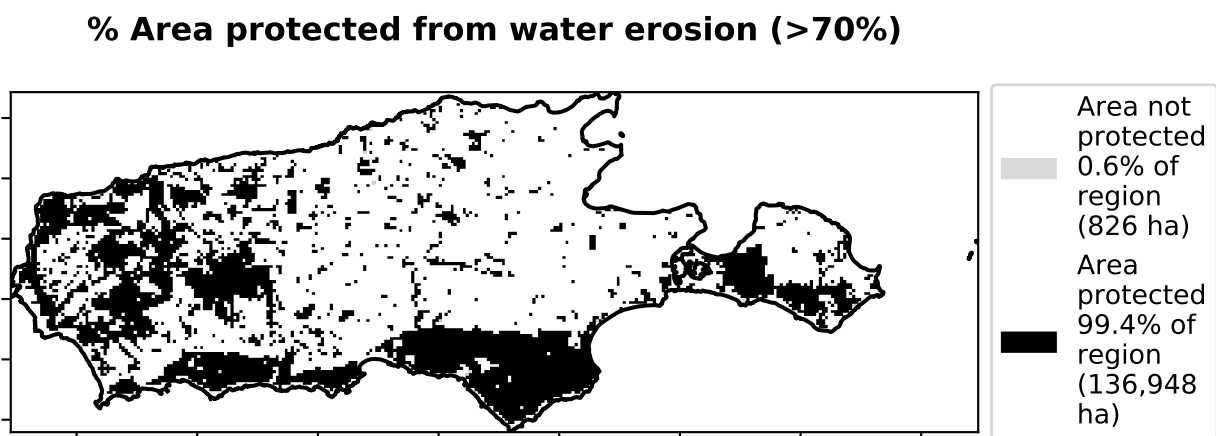 % Area protected from water erosion (>70%)
Area not
protected
0.6% of
region
(826 ha)
Area
protected
99.4% of
region
(136,948
ha)